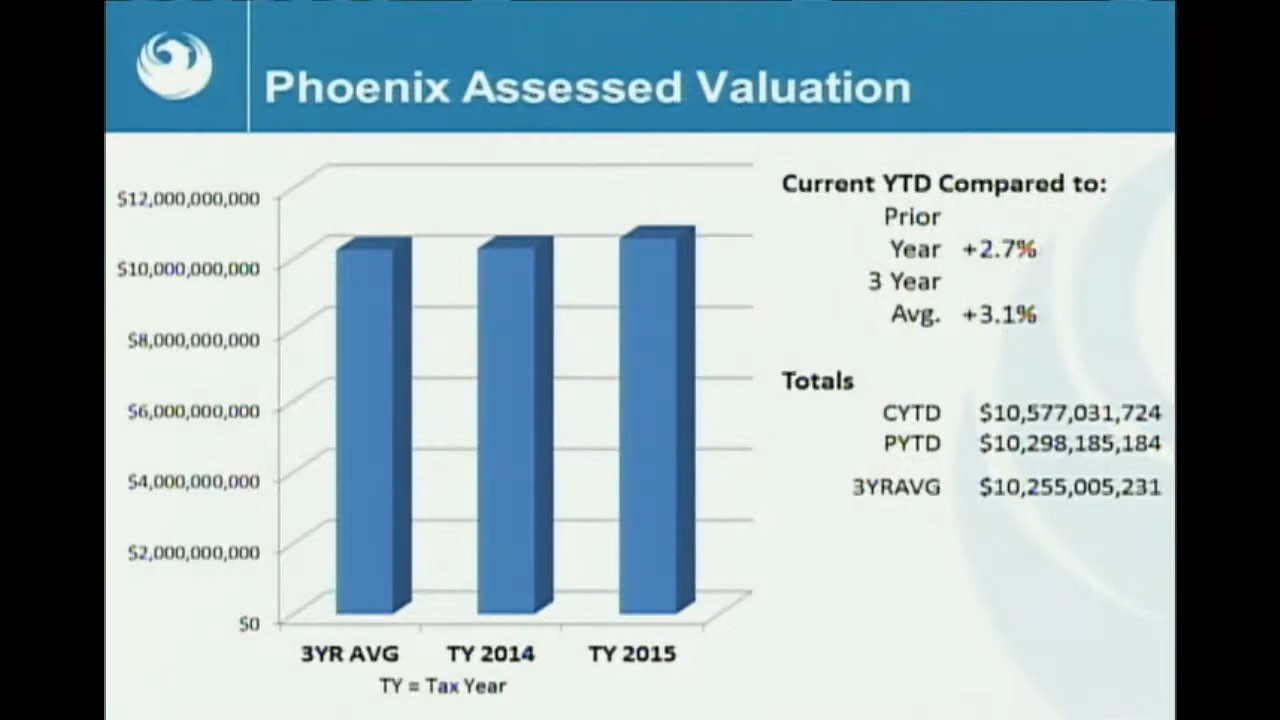 Phoenix Assessed Valuation
$12,000,000,000
$10,000,000,000
$8,000,000,000
$6,000,000,000
$4,000,000,000
$2,000,000,000
$0
3YR AVG
TY 2014
TY 2015
TY = Tax Year
Current YTD Compared to:
Prior
Year +2.7%
3 Year
Avg. +3.1%
Totals
CYTD $10,577,031,724
PYTD $10,298,185,184
3YRAVG $10,255,005,231